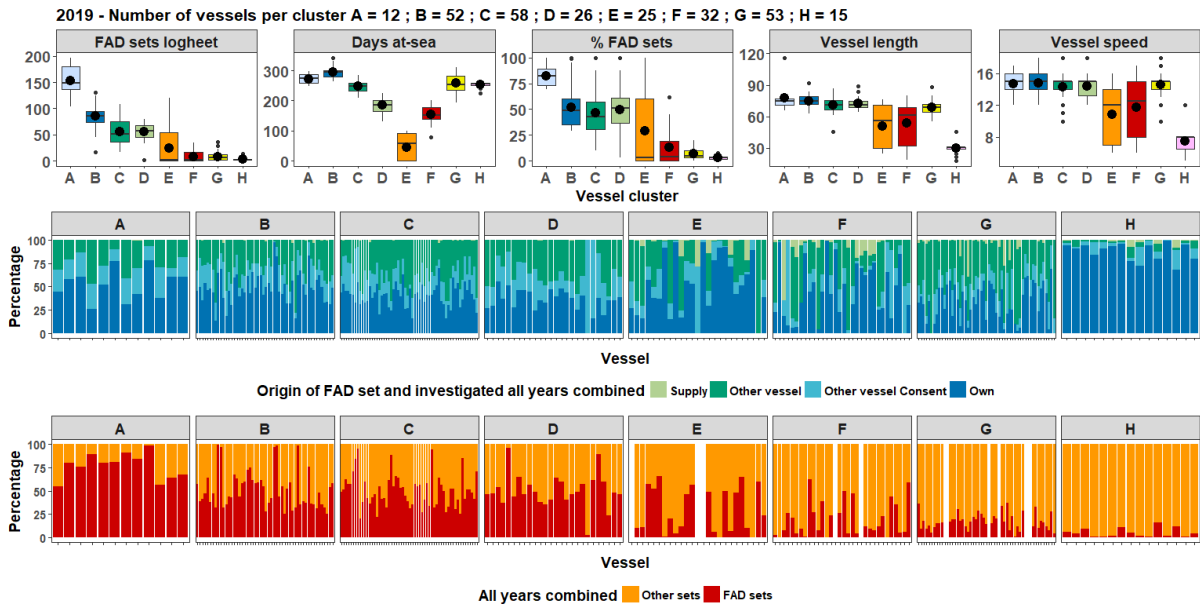 2019 - Number of vessels per cluster A = 12 ; B = 52 ; C = 58 ; D = 26 ; E = 25 ; F = 32 ; G = 53 ; H = 15
FAD sets logheet
Days at-sea
% FAD sets
Vessel length
Vessel speed
200
150
100
50
0
300
200
100
0
100
75
50
25
0
120
90
60
30
16
12
8
A B C D E F G H
A B C D E F G H
A B C D E F G H
A B C D E F G H
A B C D E F G H
Vessel cluster
A B C D E F G H
Percentage
100
75
50
25
0
Vessel
Origin of FAD set and investigated all years combined Supply Other vessel Other vessel Consent Own
A B C D E F G H
Percentage
100
75
50
25
0
Vessel
All years combined Other sets FAD sets